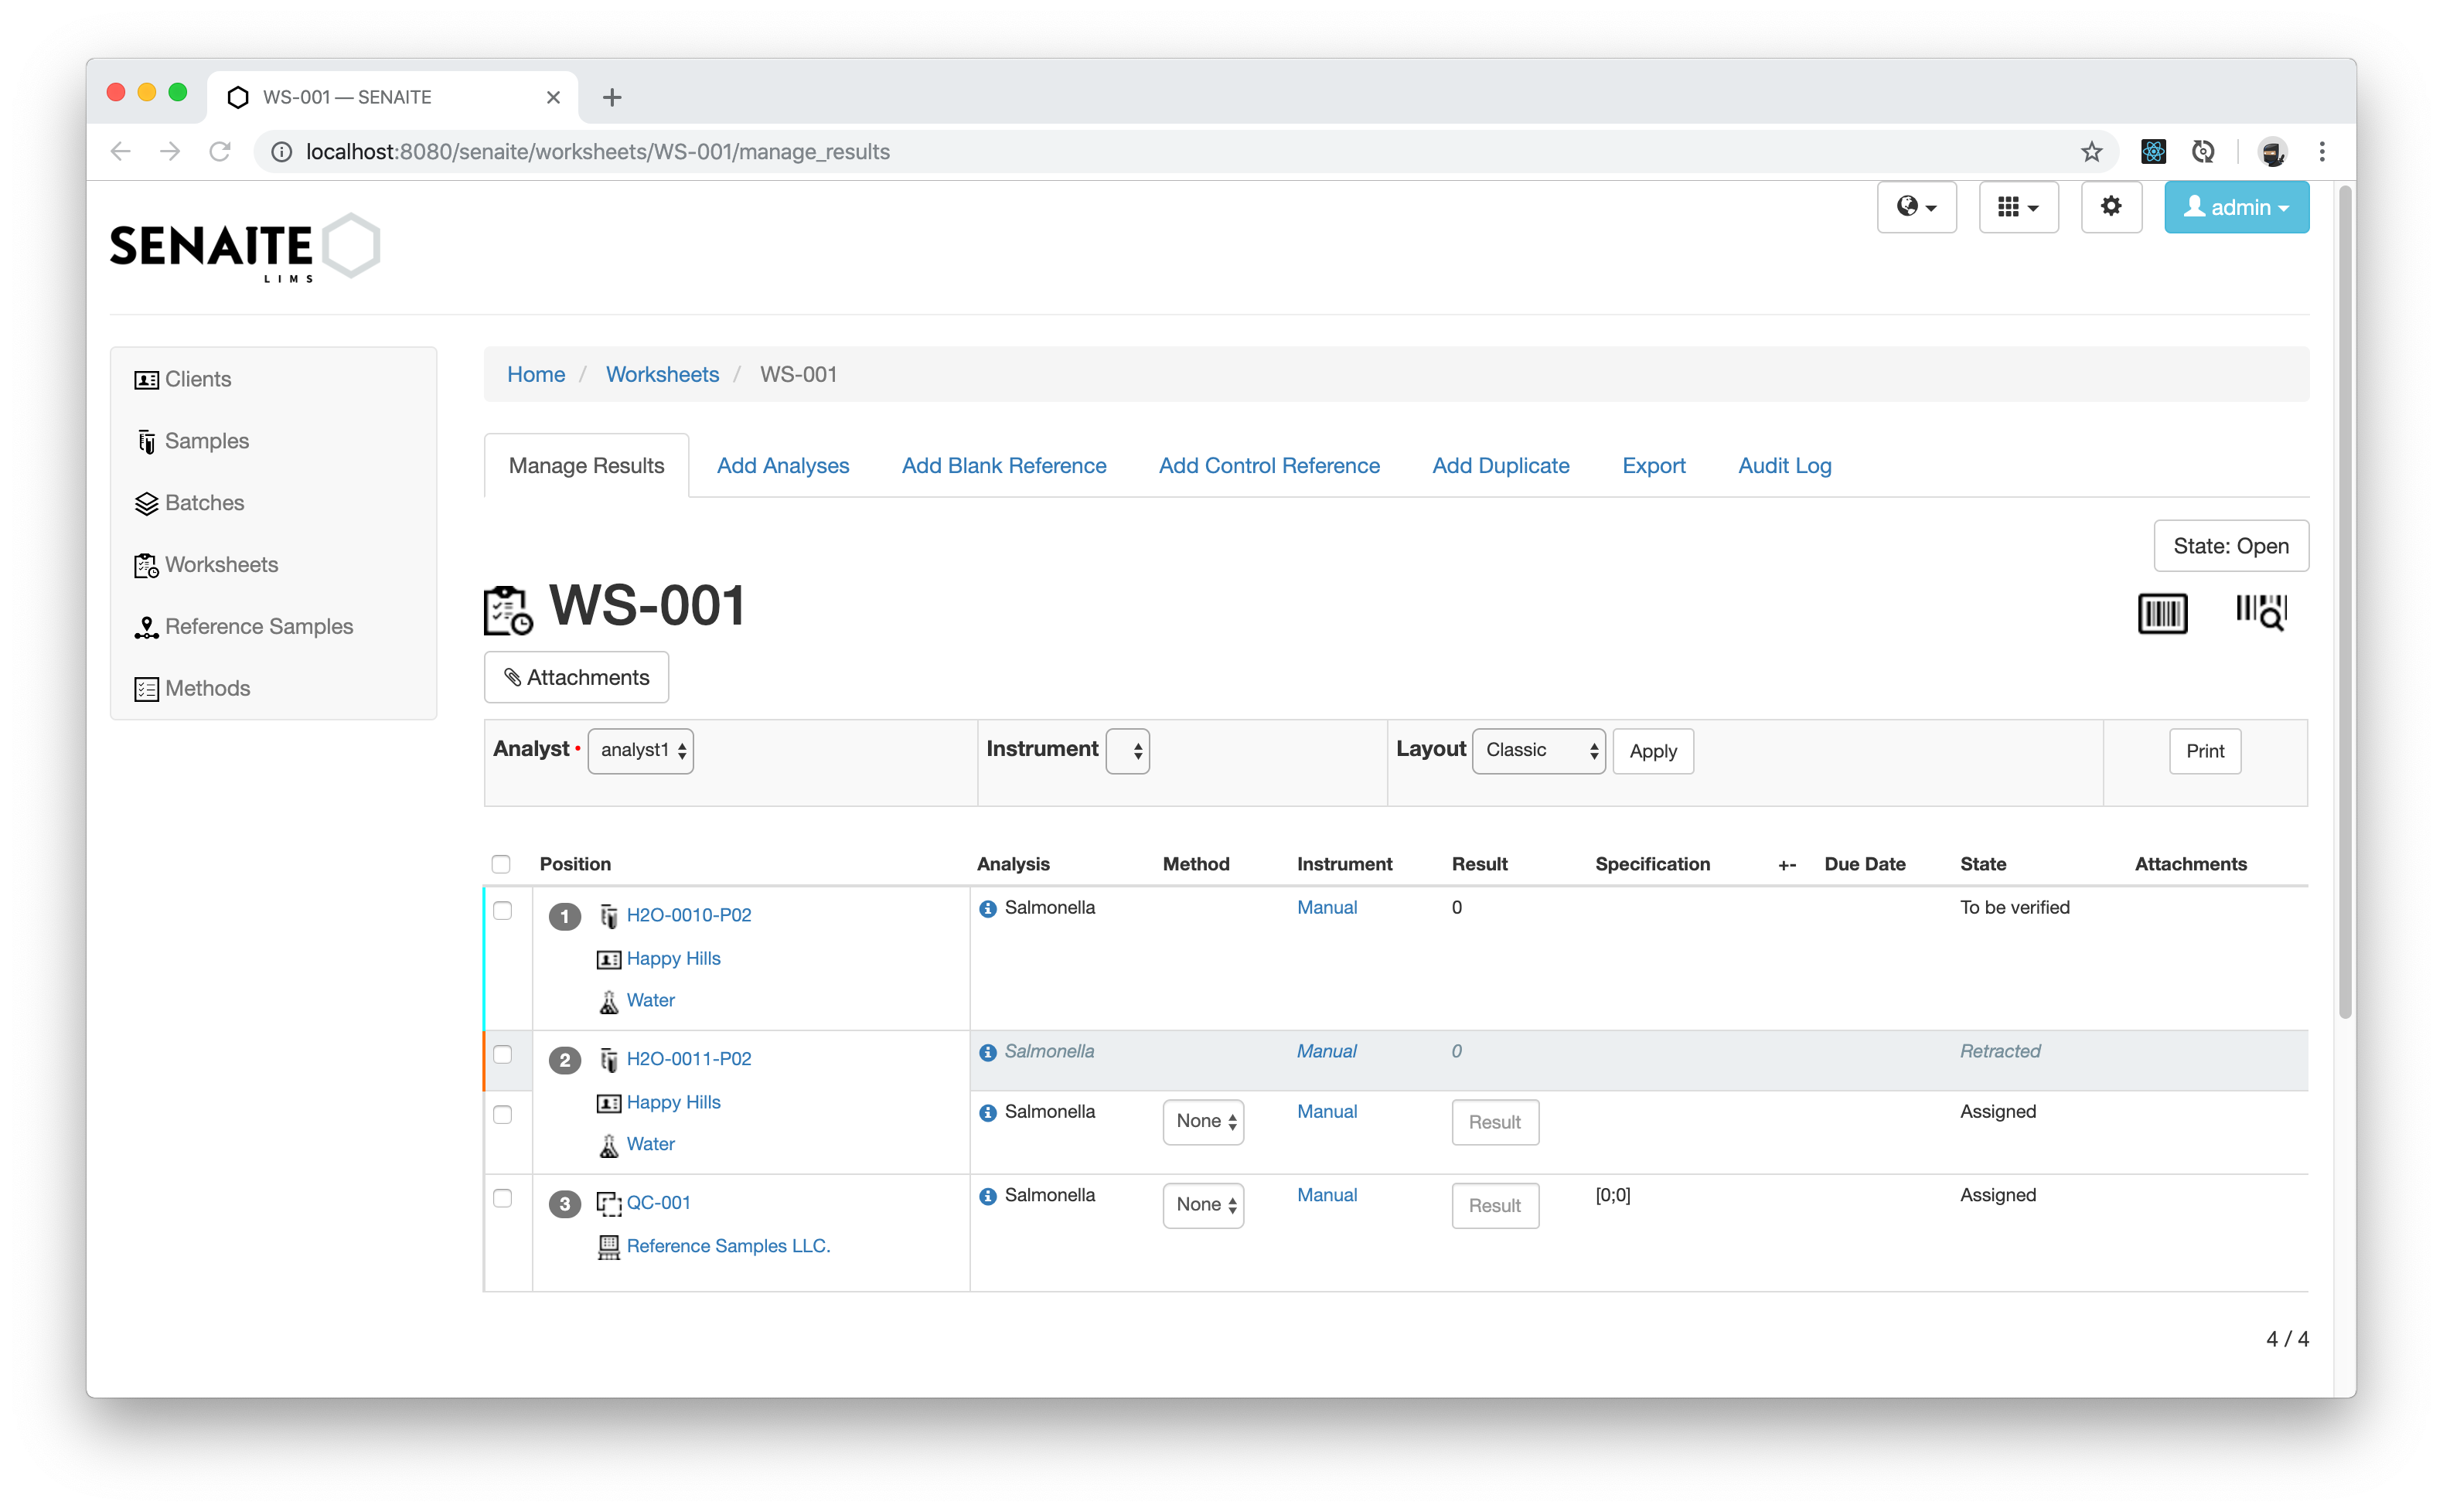 WS-001 — SENAITE
localhost:8080/senaite/worksheets/WS-001/manage_results
admin
SENAITE
LIMS
Clients
Samples
Batches
Worksheets
Reference Samples
Methods
Home / Worksheets / WS-001
Manage Results Add Analyses Add Blank Reference Add Control Reference Add Duplicate Export Audit Log
State: Open
WS-001
Attachments
Analyst analyst1 Instrument Layout Classic Apply Print
Position Analysis Method Instrument Result Specification +- Due Date State Attachments
1 H2O-0010-P02 Salmonella Manual 0 To be verified
Happy Hills
Water
2 H2O-0011-P02 Salmonella Manual 0 Retracted
Happy Hills Salmonella None Manual Result Assigned
Water
3 QC-001 Salmonella None Manual Result [0;0] Assigned
Reference Samples LLC.
4 / 4